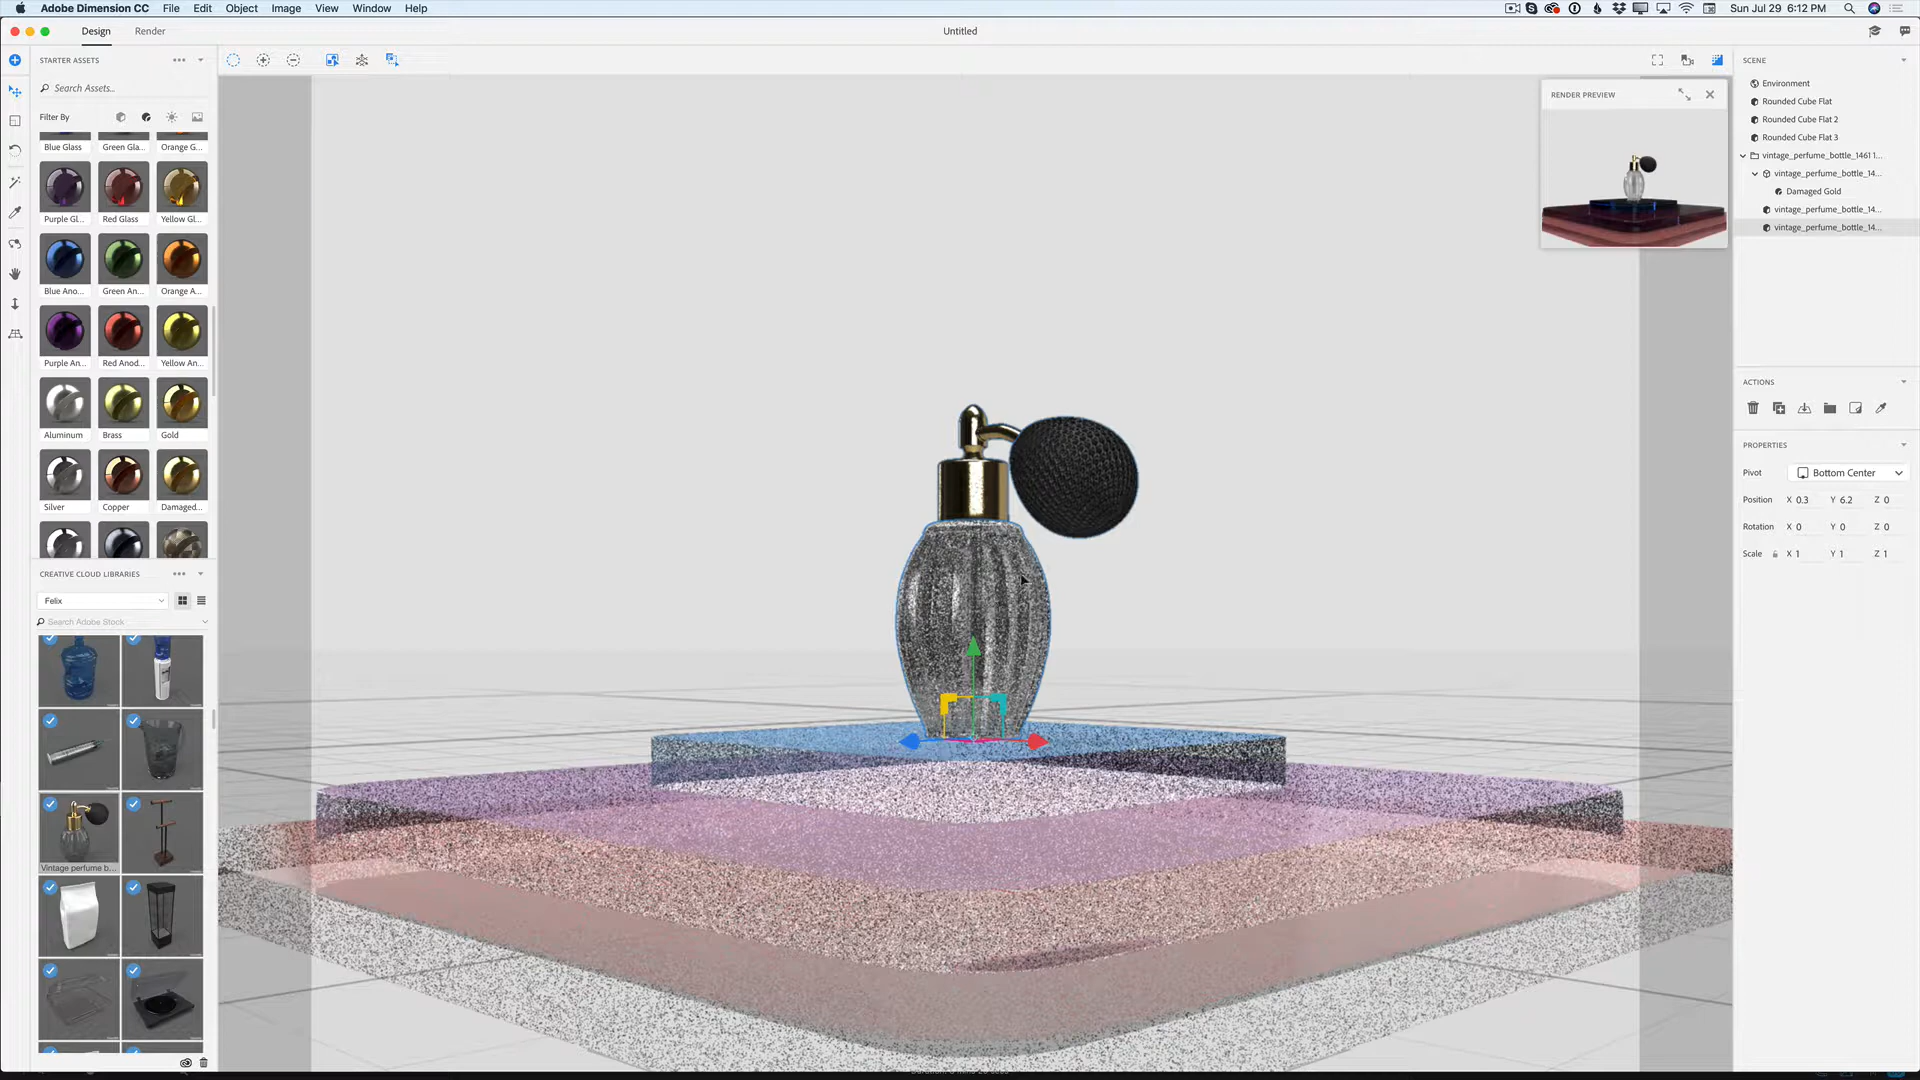 Adobe Dimension CC File Edit Object Image View Window Help
Sun Jul 29 6:12 PM
Design Render
Untitled
STARTER ASSETS
Search Assets..
Filter By
Blue Glass Green Gla... Orange G...
Purple Gl... Red Glass Yellow Gl...
Blue Ano... Green An... Orange A...
Purple An... Red Anod... Yellow An...
Aluminum Brass Gold
Silver Copper Damaged...
CREATIVE CLOUD LIBRARIES
Felix
Search Adobe Stock
Vintage perfume b...
RENDER PREVIEW
SCENE
Environment
Rounded Cube Flat
Rounded Cube Flat 2
Rounded Cube Flat 3
vintage_perfume_bottle_1461 1...
vintage_perfume_bottle_14...
Damaged Gold
vintage_perfume_bottle_14...
vintage_perfume_bottle_14...
ACTIONS
PROPERTIES
Pivot Bottom Center
Position X 0.3 Y 6.2 Z 0
Rotation X 0 Y 0 Z 0
Scale X 1 Y 1 Z 1